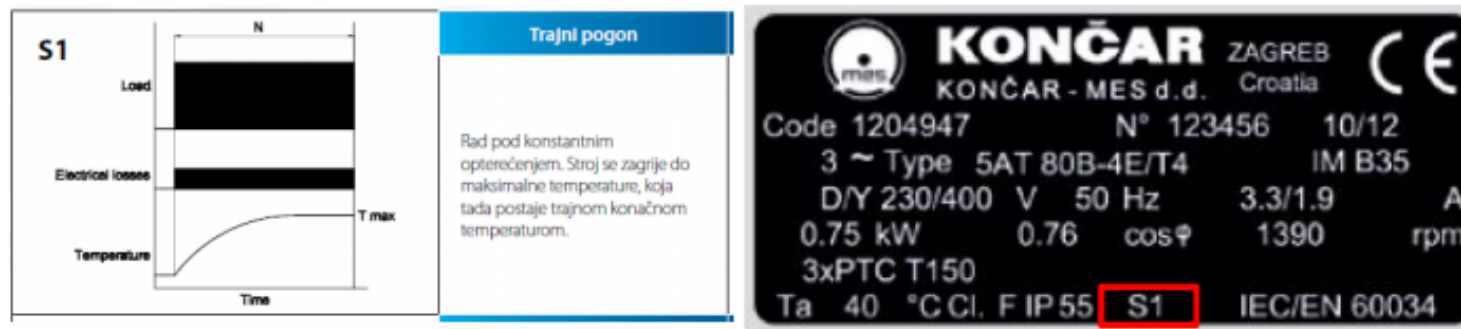 S1
N
Load
Electrical losses
T max
Temperature
Time
Trajni pogon
Rad pod konstantnim
opterećenjem. Stroj se zagrije do
maksimalne temperature, koja
tada postaje trajnom konačnom
temperaturom.
mes
KONČAR ZAGREB
KONČAR - MES d.d. Croatia
CE
Code 1204947 N° 123456 10/12
3 ~ Type 5AT 80B-4E/T4 IM B35
D/Y 230/400 V 50 Hz 3.3/1.9 A
0.75 kW 0.76 cosφ 1390 rpm
3xPTC T150
Ta 40 °C Cl. F IP 55 S1 IEC/EN 60034